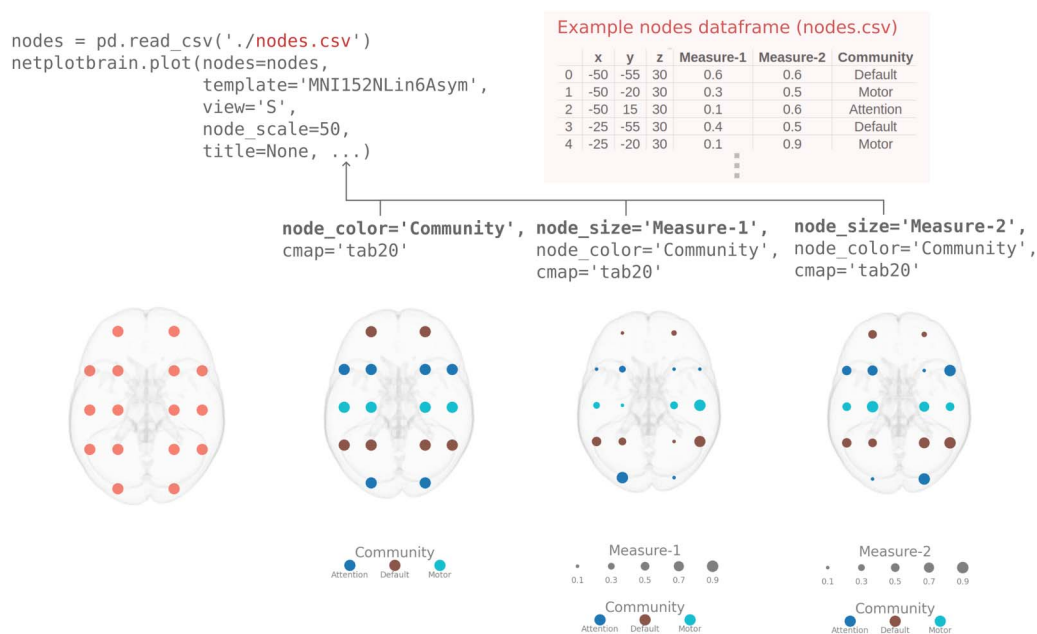 nodes = pd.read_csv('./nodes.csv')
netplotbrain.plot(nodes=nodes,
template='MNI152NLin6Asym',
view='S',
node_scale=50,
title=None, ...)
Example nodes dataframe (nodes.csv)
x y z Measure-1 Measure-2 Community
0 -50 -55 30 0.6 0.6 Default
1 -50 -20 30 0.3 0.5 Motor
2 -50 15 30 0.1 0.6 Attention
3 -25 -55 30 0.4 0.5 Default
4 -25 -20 30 0.1 0.9 Motor
node_color='Community',
cmap='tab20'
node_size='Measure-1',
node_color='Community',
cmap='tab20'
node_size='Measure-2',
node_color='Community',
cmap='tab20'
Community
Attention Default Motor
Measure-1
0.1 0.3 0.5 0.7 0.9
Community
Attention Default Motor
Measure-2
0.1 0.3 0.5 0.7 0.9
Community
Attention Default Motor